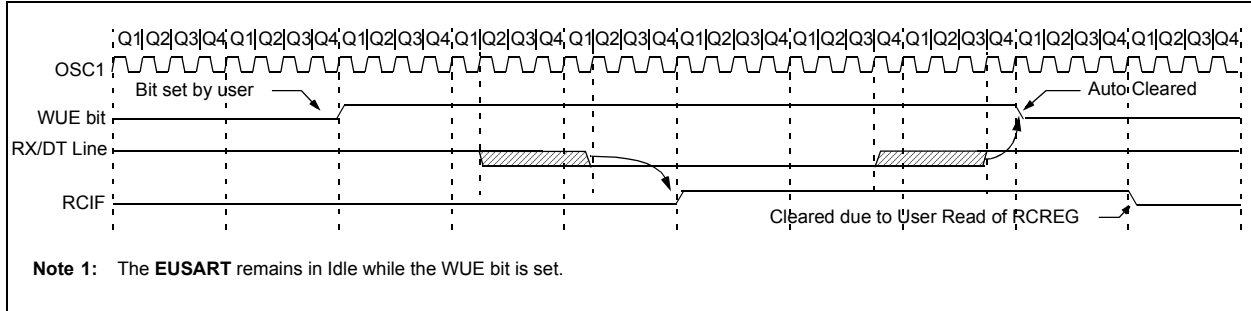 Q1|Q2|Q3|Q4|Q1|Q2|Q3|Q4|Q1|Q2|Q3|Q4|Q1|Q2|Q3|Q4|Q1|Q2|Q3|Q4|Q1|Q2|Q3|Q4|Q1|Q2|Q3|Q4|Q1|Q2|Q3|Q4|Q1|Q2|Q3|Q4|Q1|Q2|Q3|Q4
OSC1
Bit set by user
Auto Cleared
WUE bit
RX/DT Line
RCIF
Cleared due to User Read of RCREG
Note 1: The EUSART remains in Idle while the WUE bit is set.